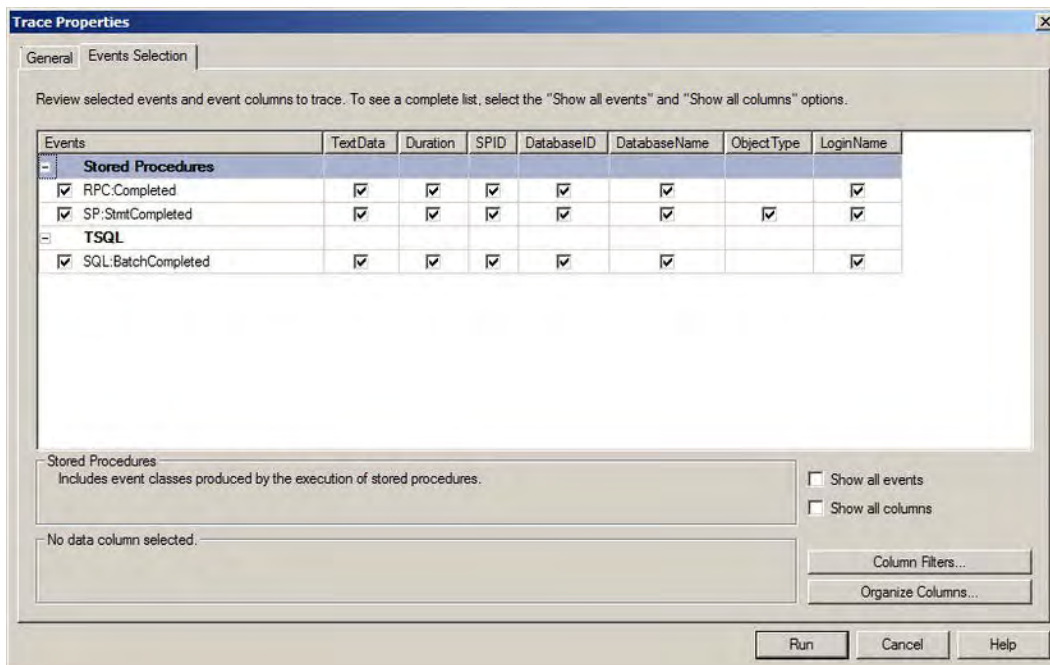 Trace Properties
General Events Selection
Review selected events and event columns to trace. To see a complete list, select the "Show all events" and "Show all columns" options.
Events TextData Duration SPID DatabaseID DatabaseName ObjectType LoginName
Stored Procedures
RPC:Completed
SP:StmtCompleted
TSQL
SQL:BatchCompleted
Stored Procedures
Includes event classes produced by the execution of stored procedures.
Show all events
Show all columns
No data column selected.
Column Filters...
Organize Columns...
Run Cancel Help